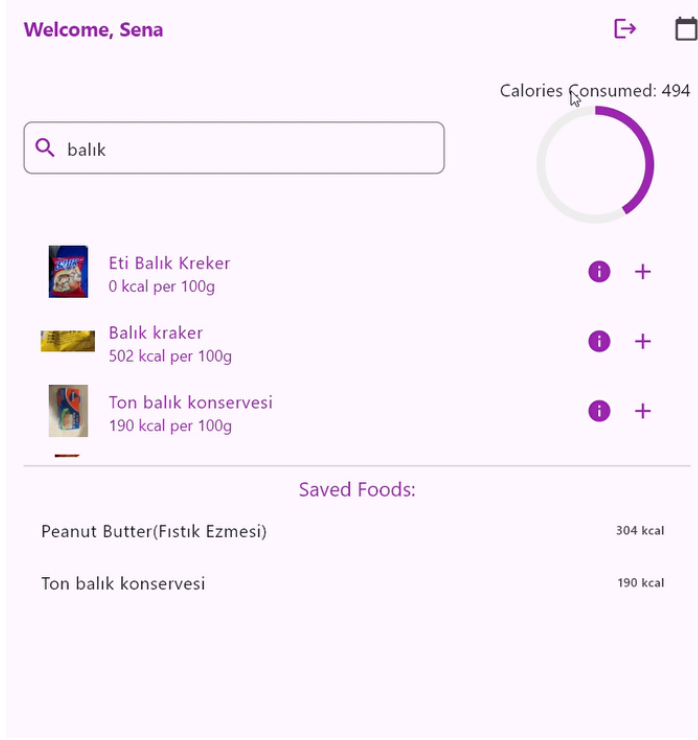 Welcome, Sena
Calories Consumed: 494
balık
Eti Balık Kreker
0 kcal per 100g
Balık kraker
502 kcal per 100g
Ton balık konservesi
190 kcal per 100g
Saved Foods:
Peanut Butter(Fıstık Ezmesi)
304 kcal
Ton balık konservesi
190 kcal